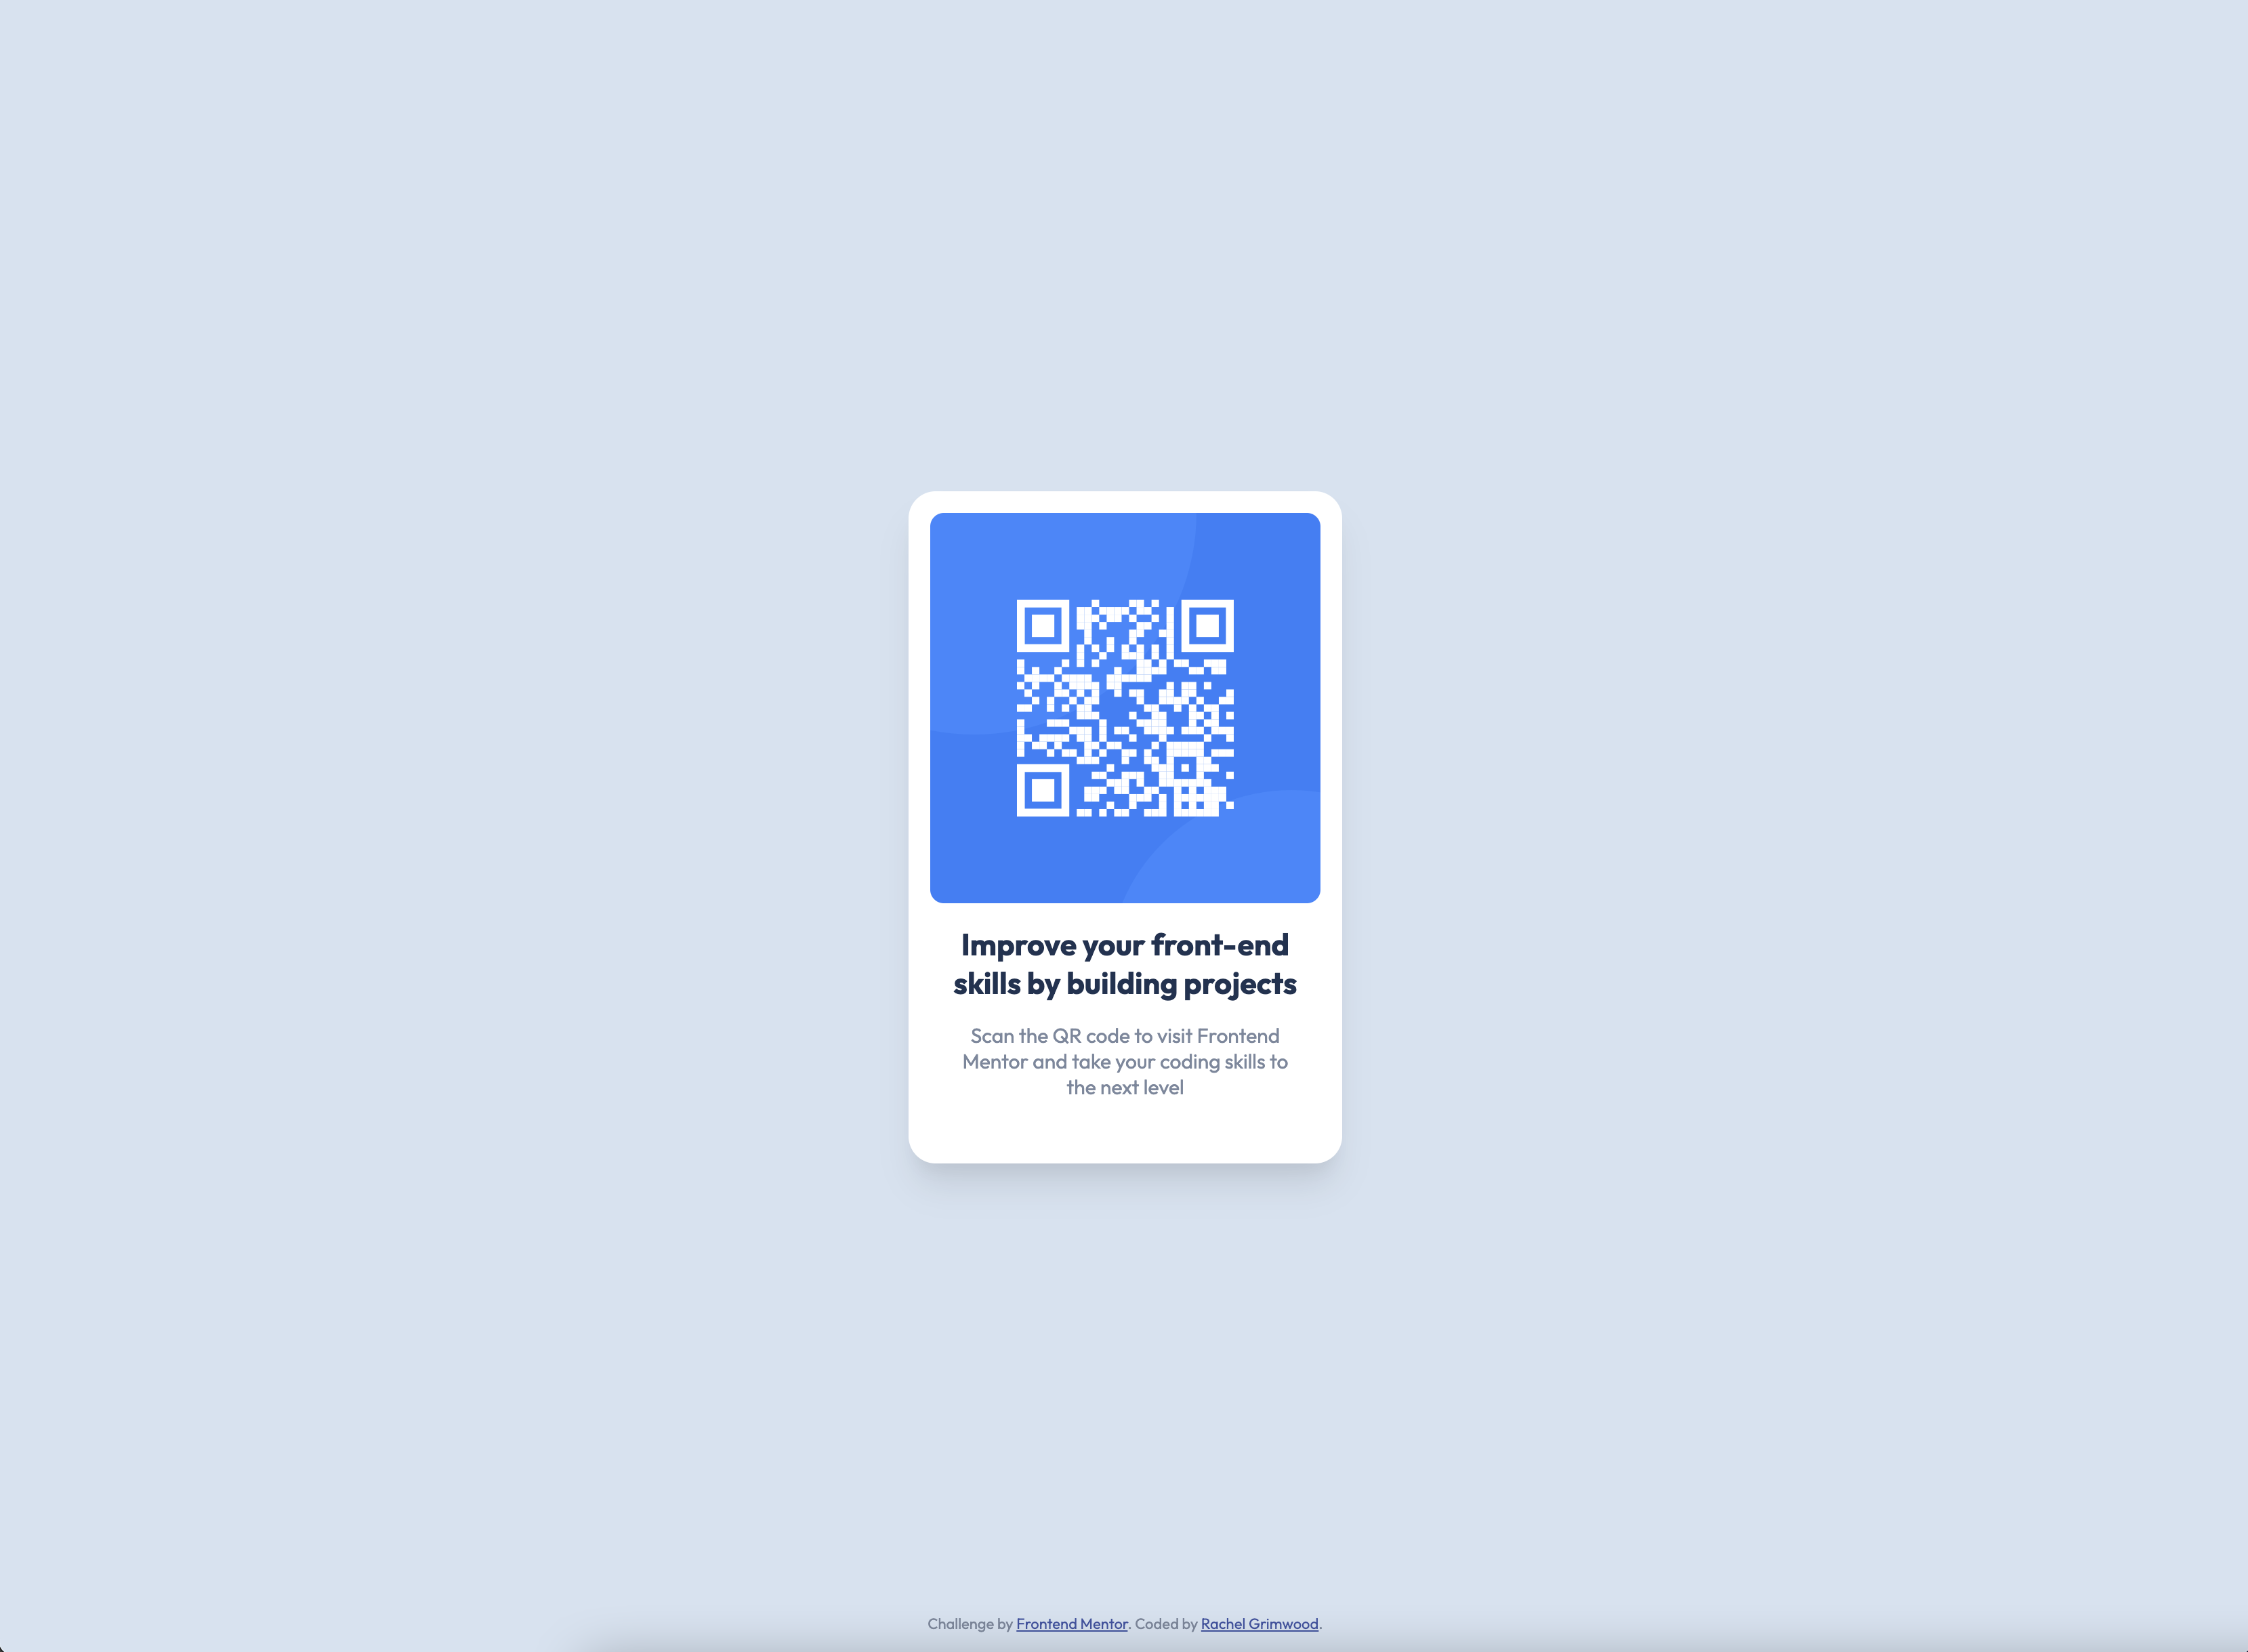 Improve your front-end
skills by building projects
Scan the QR code to visit Frontend
Mentor and take your coding skills to
the next level
Challenge by Frontend Mentor. Coded by Rachel Grimwood.